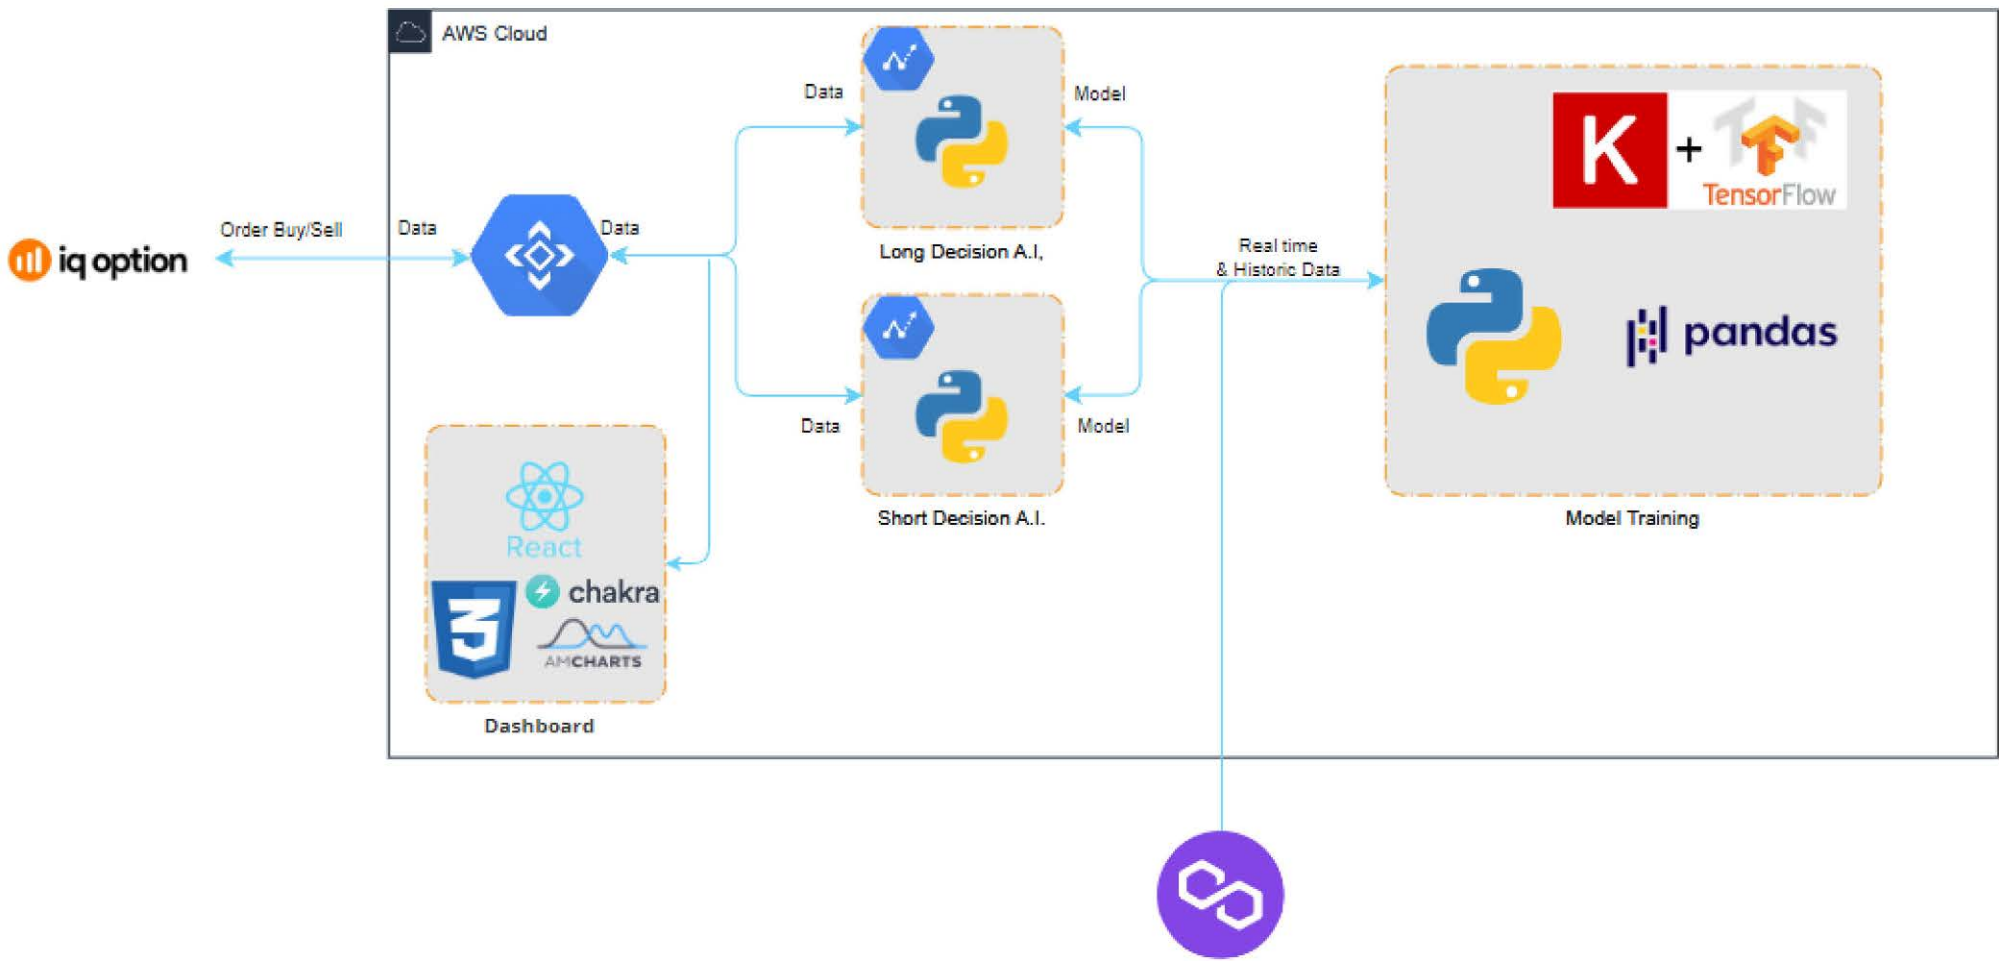 AWS Cloud
iq option
Order Buy/Sell
Data
Data
Data
Model
Long Decision A.I,
Data
Model
Short Decision A.I.
Real time
& Historic Data
K + TensorFlow
pandas
Model Training
React
3
chakra
AMCHARTS
Dashboard